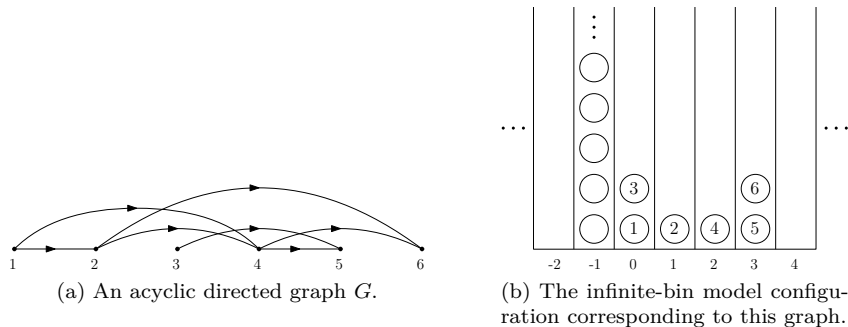 1 2 3 4 5 6
(a) An acyclic directed graph G.
3 6
1 2 4 5
-2 -1 0 1 2 3 4
(b) The infinite-bin model configu-
ration corresponding to this graph.